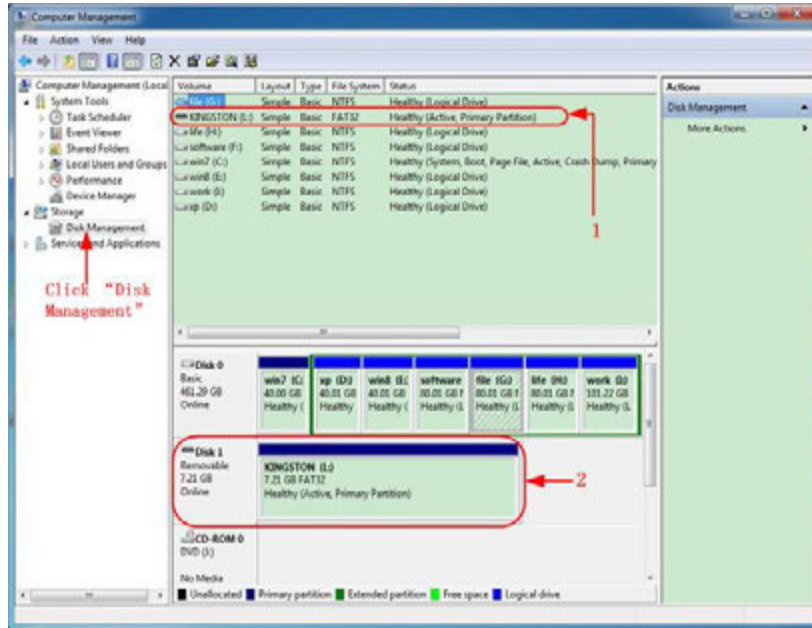 Computer Management
File Action View Help
Computer Management (Local
System Tools
Task Scheduler
Event Viewer
Shared Folders
Local Users and Groups
Performance
Device Manager
Storage
Disk Management
Services and Applications
Click “Disk
Management”
Volume Layout Type File System Status
file (G:) Simple Basic NTFS Healthy (Logical Drive)
KINGSTON (L:) Simple Basic FAT32 Healthy (Active, Primary Partition)
life (H:) Simple Basic NTFS Healthy (Logical Drive)
software (F:) Simple Basic NTFS Healthy (Logical Drive)
win7 (C:) Simple Basic NTFS Healthy (System, Boot, Page File, Active, Crash Dump, Primary
win8 (E:) Simple Basic NTFS Healthy (Logical Drive)
work (I:) Simple Basic NTFS Healthy (Logical Drive)
xp (D:) Simple Basic NTFS Healthy (Logical Drive)
1
Actions
Disk Management
More Actions
Disk 0
Basic
461.29 GB
Online
win7 (C:
40.00 GB
Healthy (
xp (D:)
40.01 GB
Healthy
win8 (E:
40.01 GB
Healthy (
software
80.01 GB
Healthy (L
file (G:)
80.01 GB
Healthy (L
life (H:)
80.01 GB
Healthy (L
work (I:)
101.22 GB
Healthy (L
Disk 1
Removable
7.21 GB
Online
KINGSTON (L:)
7.21 GB FAT32
Healthy (Active, Primary Partition)
2
CD-ROM 0
DVD (J:)
No Media
Unallocated Primary partition Extended partition Free space Logical drive